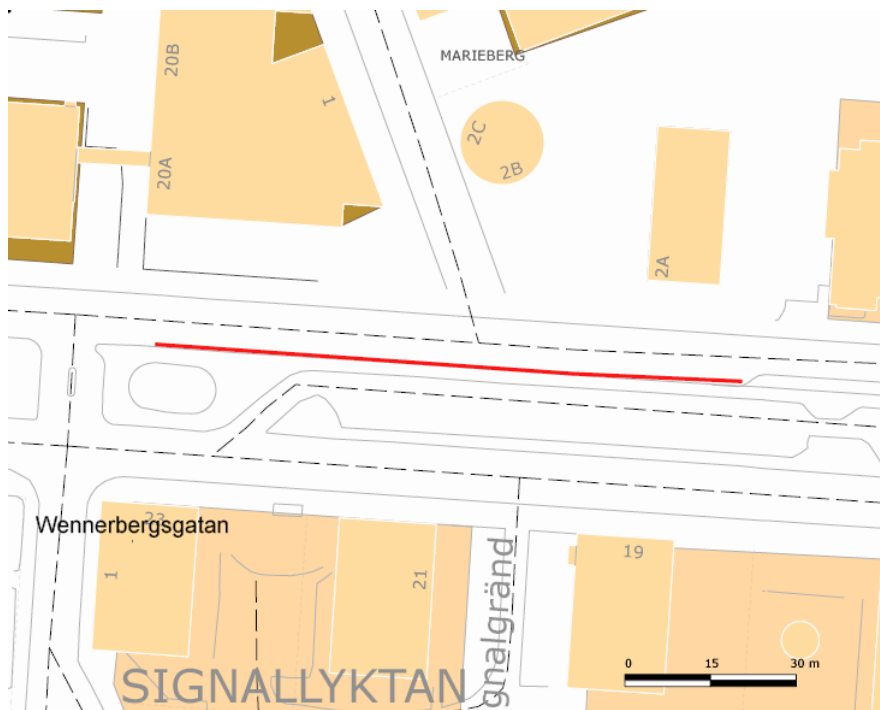 MARIEBERG
20B
1
2C
2B
20A
2A
Wennerbergsgatan
23
1
21
gnalgränd
19
0 15 30 m
SIGNALLYKTAN